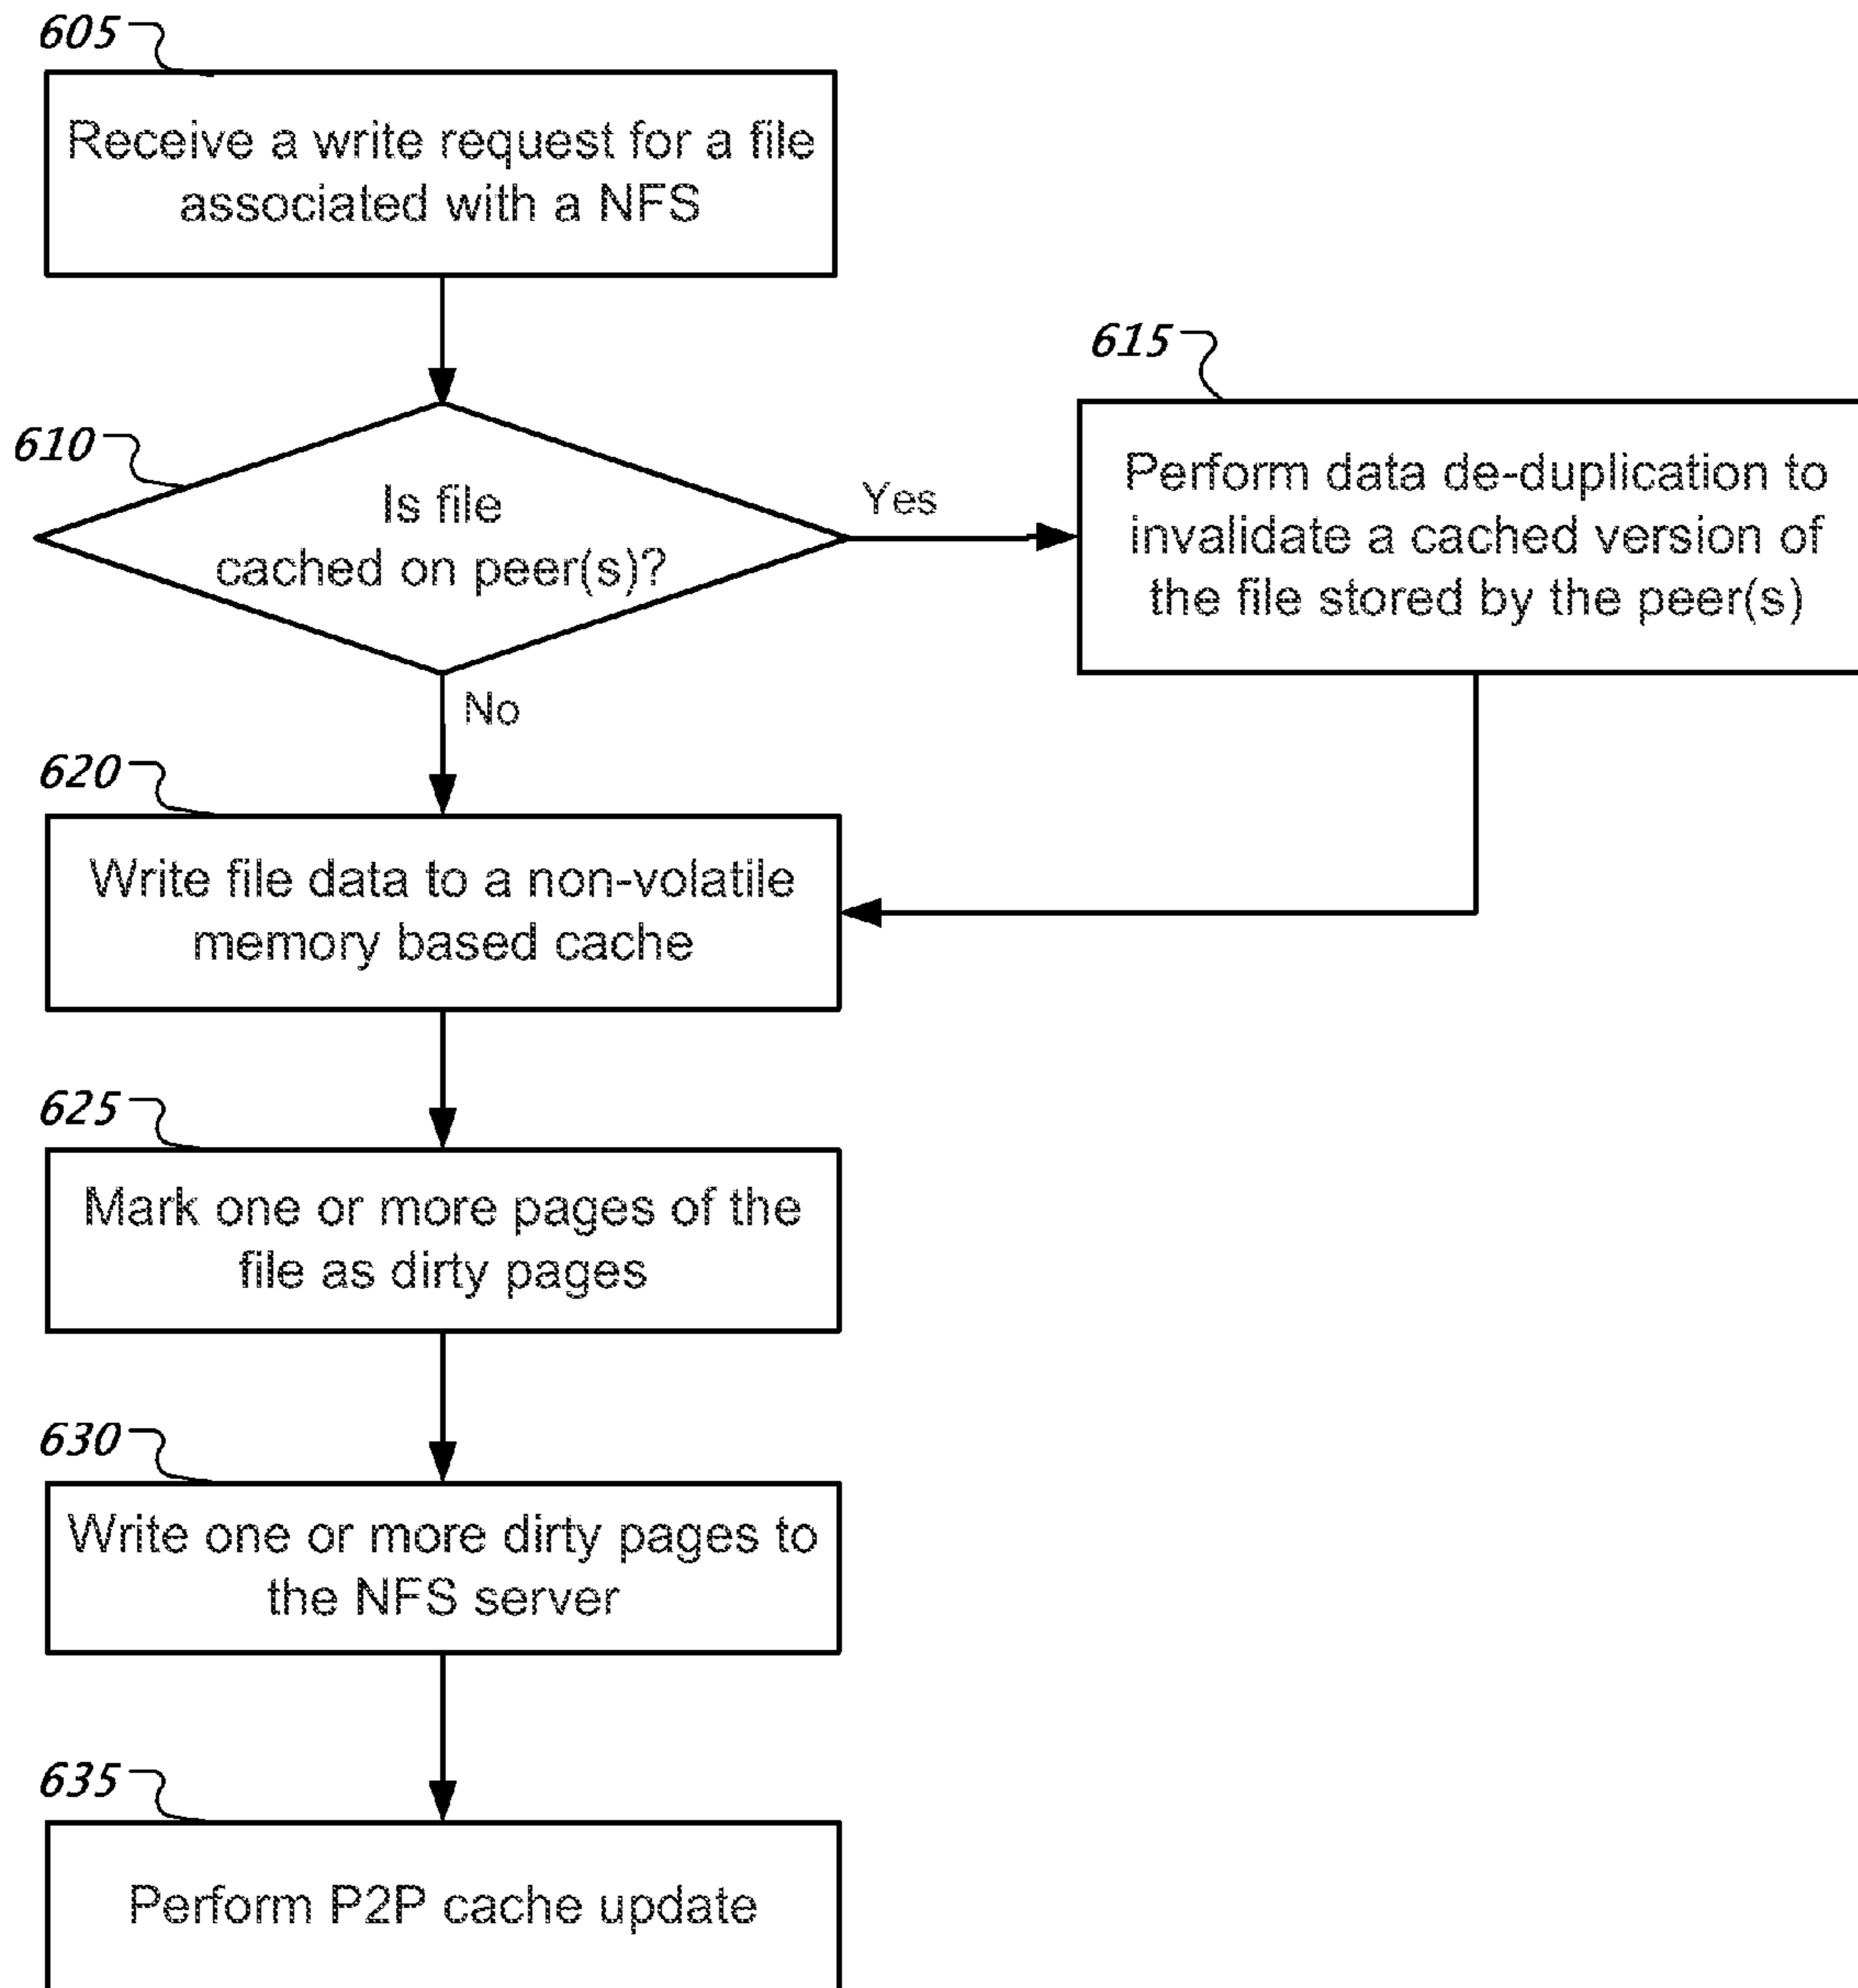 605
Receive a write request for a file
associated with a NFS
610
Is file
cached on peer(s)?
Yes
615
Perform data de-duplication to
invalidate a cached version of
the file stored by the peer(s)
No
620
Write file data to a non-volatile
memory based cache
625
Mark one or more pages of the
file as dirty pages
630
Write one or more dirty pages to
the NFS server
635
Perform P2P cache update